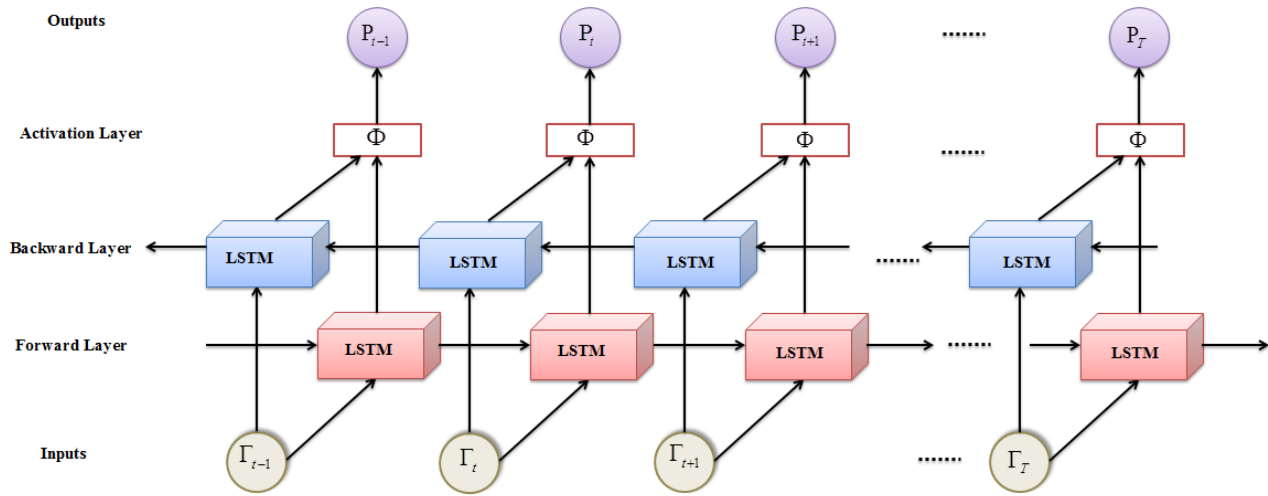 Outputs P_{t-1} P_t P_{t+1} ........ P_T
Activation Layer Φ Φ Φ ........ Φ
Backward Layer LSTM LSTM LSTM ........ LSTM
Forward Layer LSTM LSTM LSTM ........ LSTM
Inputs Γ_{t-1} Γ_t Γ_{t+1} ........ Γ_T